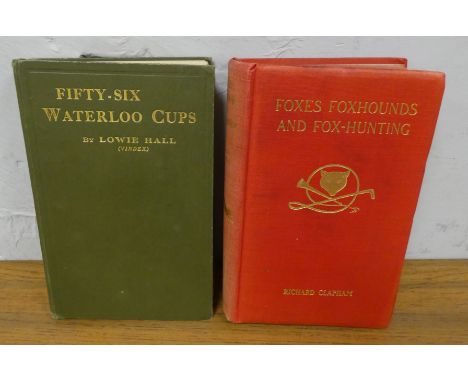 FIFTY-SIX
WATERLOO CUPS
BY LOWIE HALL
(VINDEX)
FOXES FOXHOUNDS
AND FOX-HUNTING
RICHARD CLAPHAM